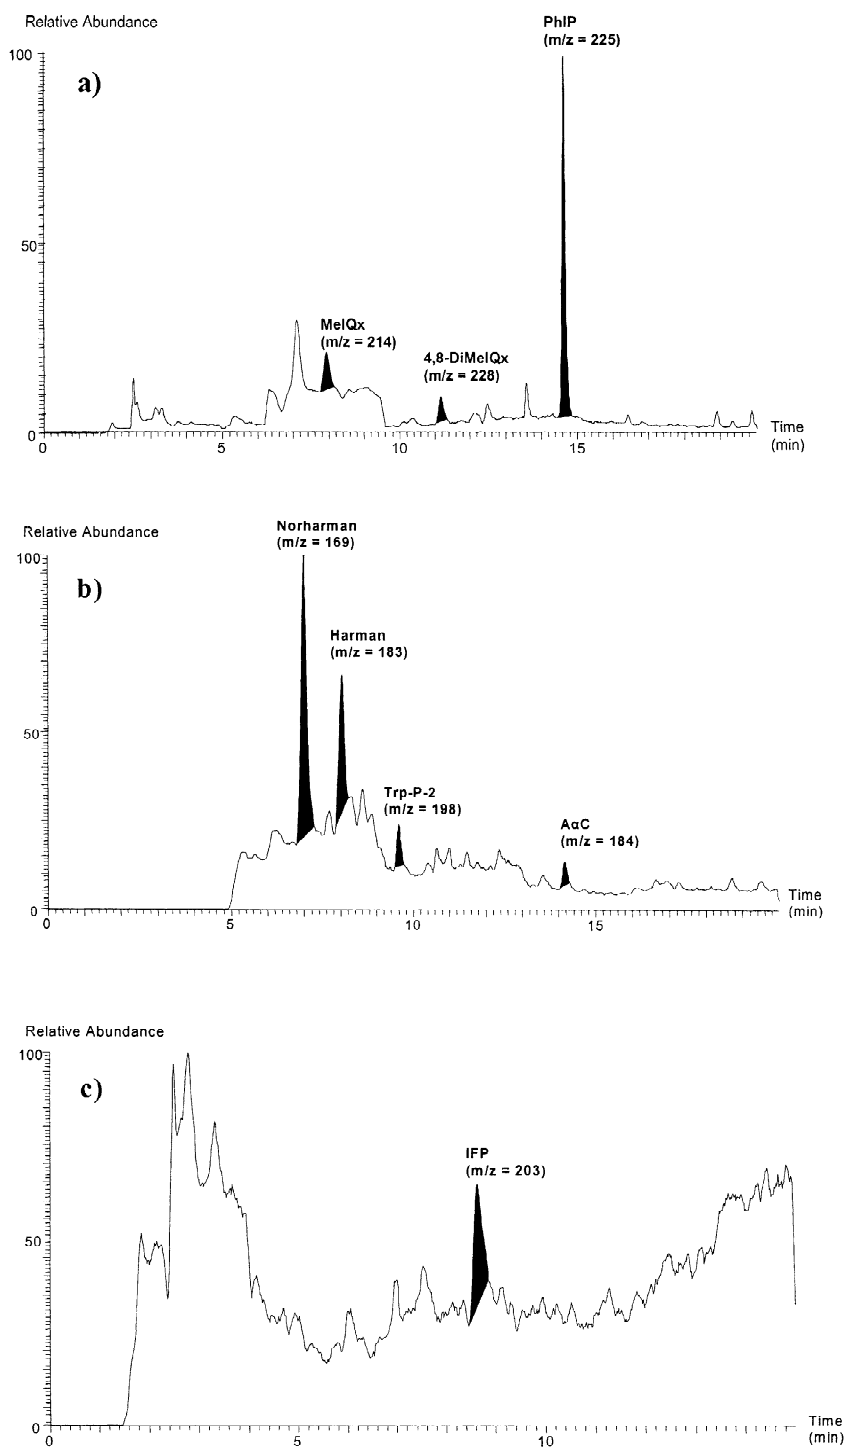 Relative Abundance
PhIP
(m/z = 225)
100
a)
50
MeIQx
(m/z = 214)
4,8-DiMeIQx
(m/z = 228)
0
Time
(min)
0 5 10 15
Relative Abundance
Norharman
(m/z = 169)
100
b)
Harman
(m/z = 183)
50
Trp-P-2
(m/z = 198)
AαC
(m/z = 184)
0
Time
(min)
0 5 10 15
Relative Abundance
100
c)
IFP
(m/z = 203)
50
0
Time
(min)
0 5 10